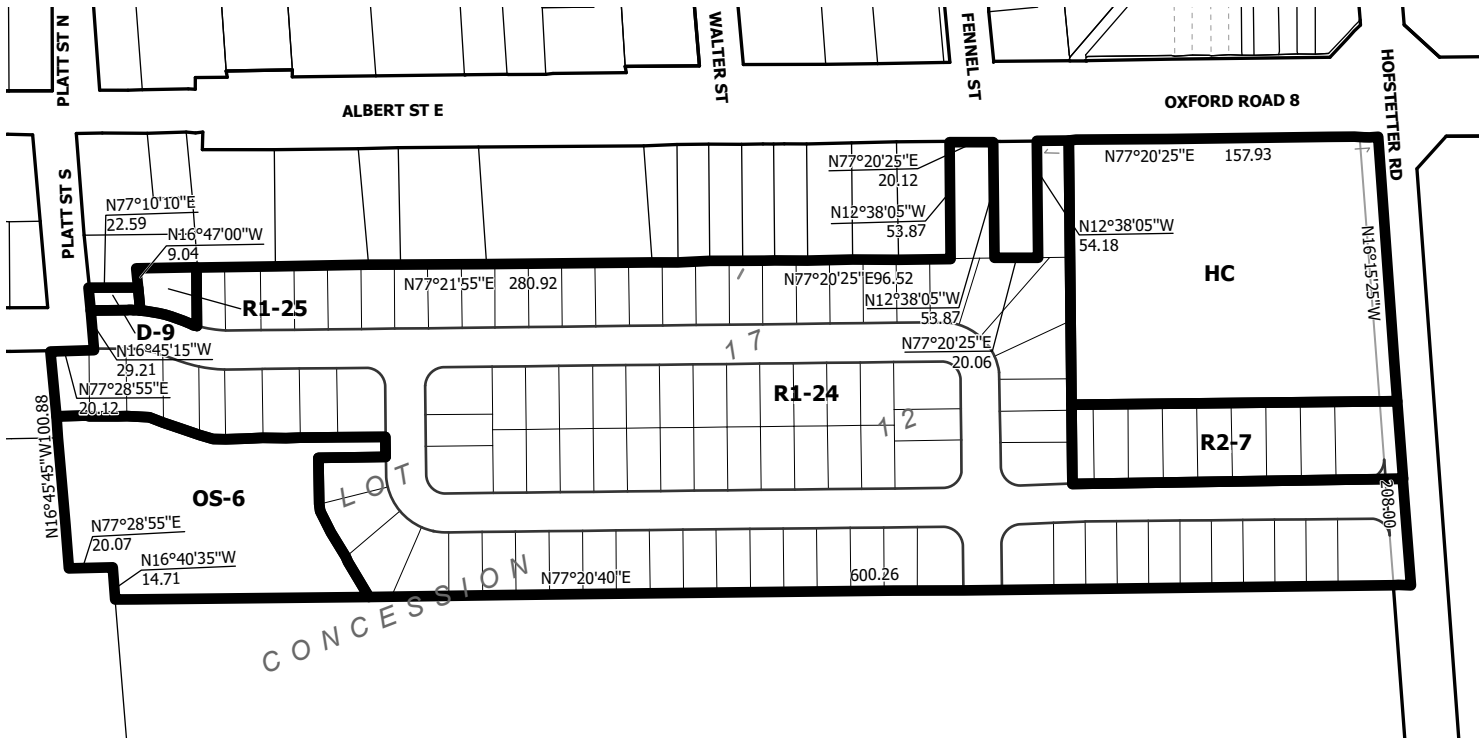 PLATT ST N
WALTER ST
FENNEL ST
HOFSTETTER RD
ALBERT ST E
OXFORD ROAD 8
PLATT ST S
N77°20'25"E
20.12
N12°38'05"W
53.87
N77°20'25"E 157.93
N12°38'05"W
54.18
N16°15'25"W
208.00
HC
N77°10'10"E
22.59
N16°47'00"W
9.04
N77°21'55"E 280.92
N77°20'25"E96.52
N12°38'05"W
53.87
N77°20'25"E
20.06
R1-25
D-9
N16°45'15"W
29.21
N77°28'55"E
20.12
17
R1-24
12
R2-7
N16°45'45"W100.88
OS-6
LOT
N77°28'55"E
20.07
N16°40'35"W
14.71
N77°20'40"E 600.26
CONCESSION